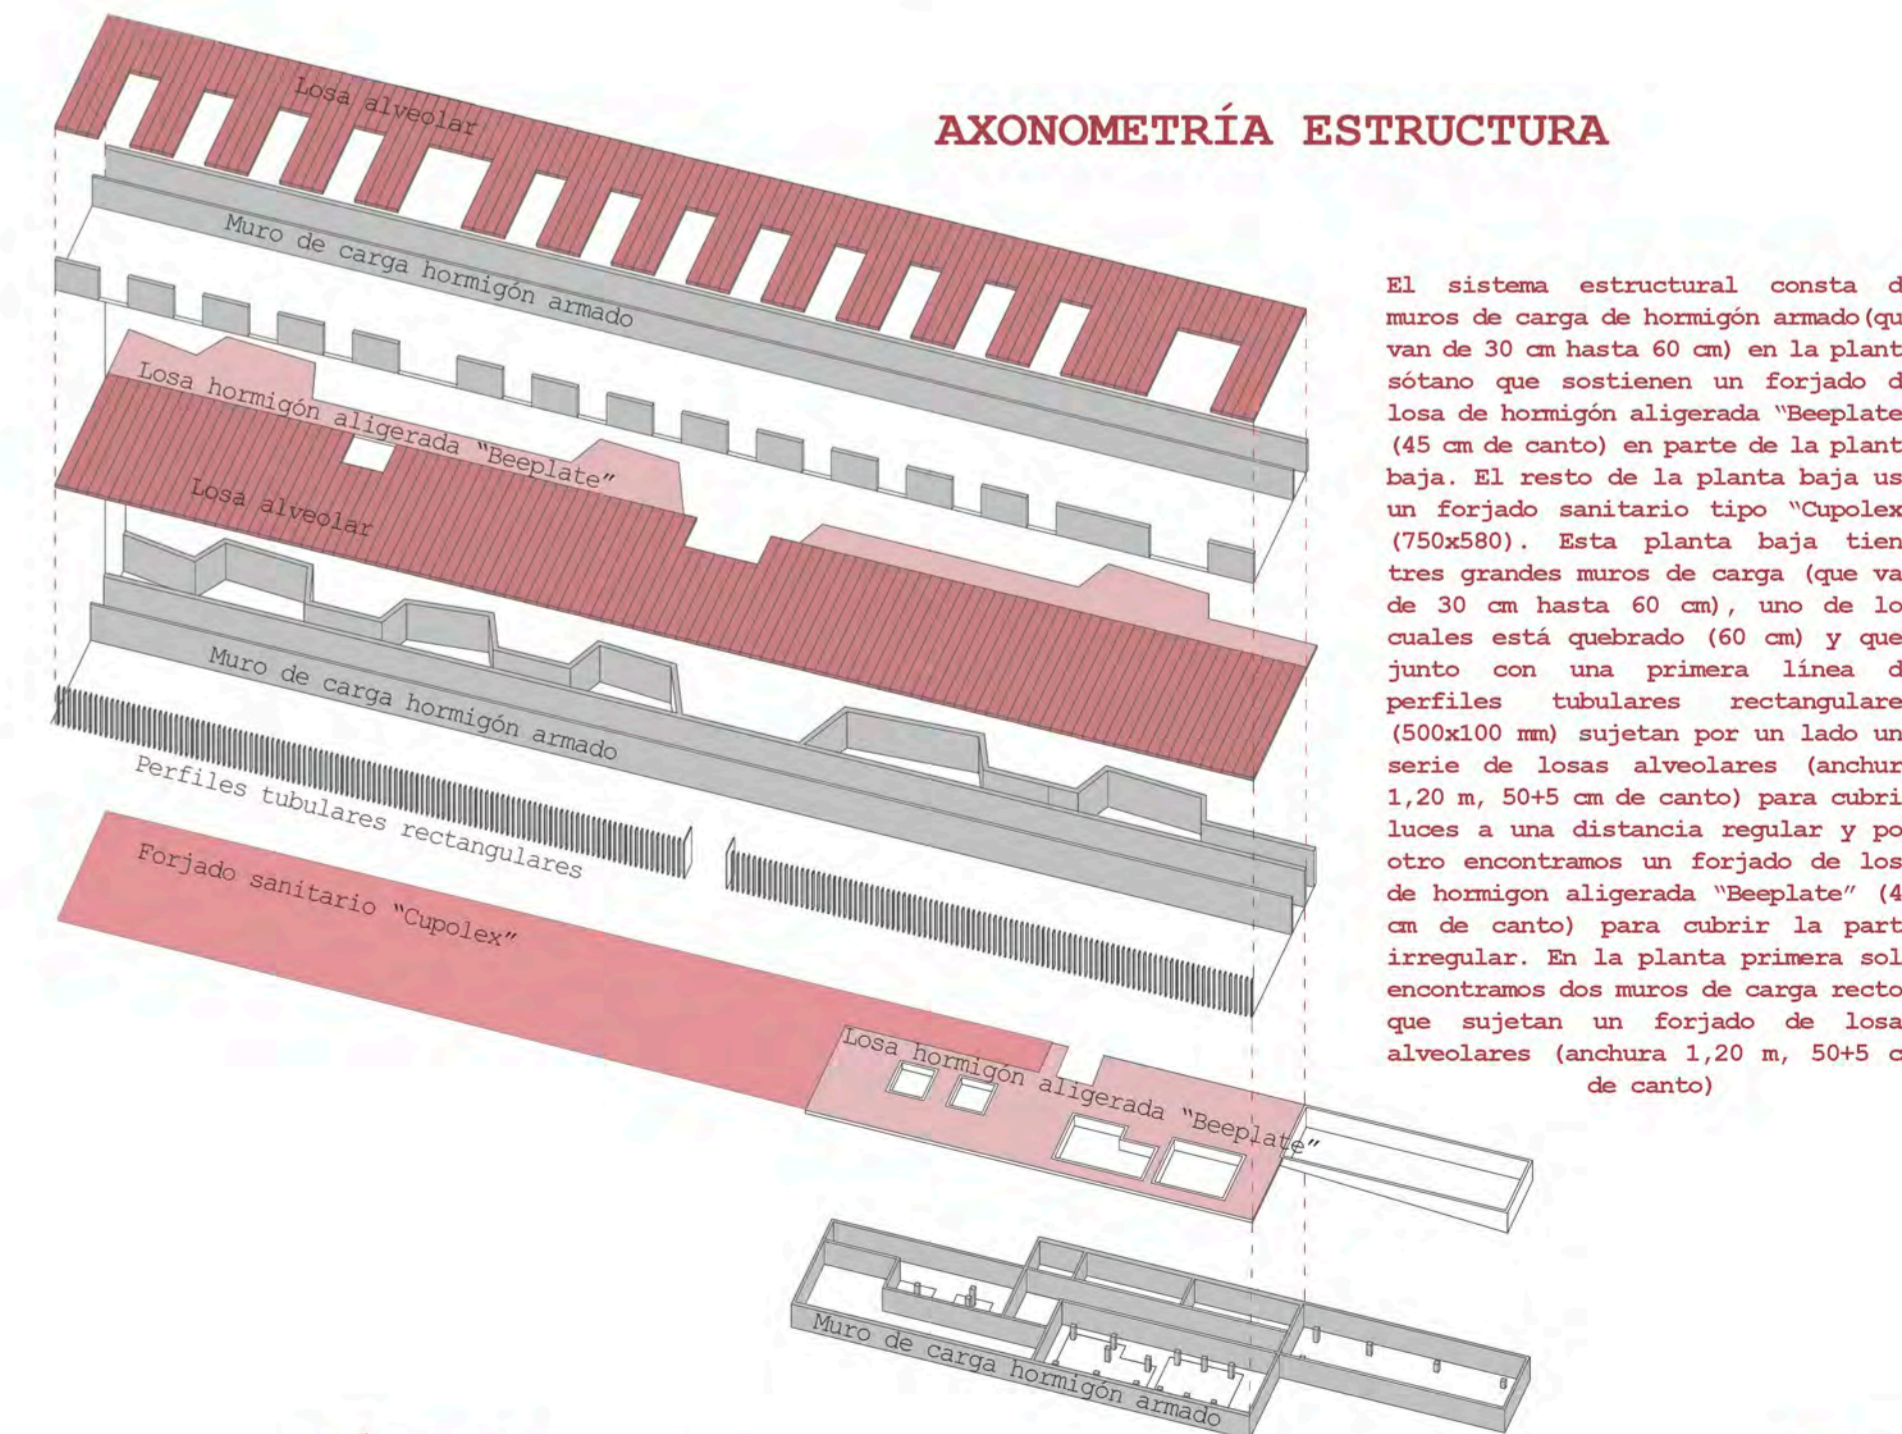 AXONOMETRÍA ESTRUCTURA
Losa alveolar
Muro de carga hormigón armado
Losa hormigón aligerada "Beeplate"
Losa alveolar
Muro de carga hormigón armado
Perfiles tubulares rectangulares
Forjado sanitario "Cupolex"
Losa hormigón aligerada "Beeplate"
Muro de carga hormigón armado
El sistema estructural consta d
muros de carga de hormigón armado(qu
van de 30 cm hasta 60 cm) en la plant
sótano que sostienen un forjado d
losa de hormigón aligerada "Beeplate
(45 cm de canto) en parte de la plant
baja. El resto de la planta baja us
un forjado sanitario tipo "Cupolex
(750x580). Esta planta baja tien
tres grandes muros de carga (que va
de 30 cm hasta 60 cm), uno de lo
cuales está quebrado (60 cm) y que
junto con una primera línea d
perfiles tubulares rectangulare
(500x100 mm) sujetan por un lado un
serie de losas alveolares (anchur
1,20 m, 50+5 cm de canto) para cubri
luces a una distancia regular y po
otro encontramos un forjado de los
de hormigon aligerada "Beeplate" (4
cm de canto) para cubrir la part
irregular. En la planta primera sol
encontramos dos muros de carga recto
que sujetan un forjado de losa
alveolares (anchura 1,20 m, 50+5 c
de canto)